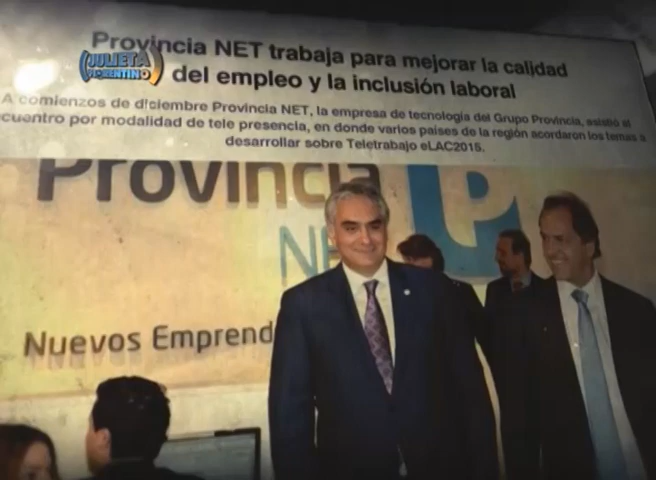 Provincia NET trabaja para mejorar la calidad
JULIETA
FIORENTINO
del empleo y la inclusión laboral
A comienzos de diciembre Provincia NET, la empresa de tecnología del Grupo Provincia, asistió al
cuentro por modalidad de tele presencia, en donde varios países de la región acordaron los temas a
desarrollar sobre Teletrabajo eLAC2015.
Provincia
NE
Nuevos Emprend